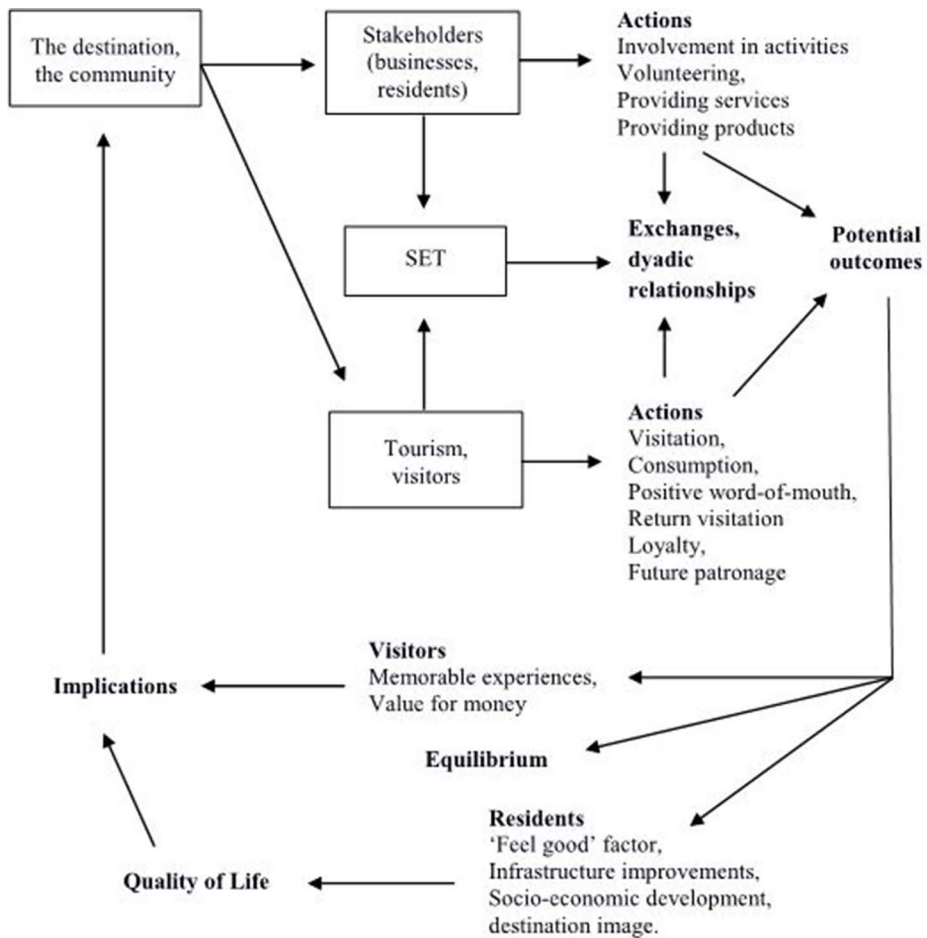 The destination,
the community
Stakeholders
(businesses,
residents)
Actions
Involvement in activities
Volunteering,
Providing services
Providing products
SET
Exchanges,
dyadic
relationships
Potential
outcomes
Tourism,
visitors
Actions
Visitation,
Consumption,
Positive word-of-mouth,
Return visitation
Loyalty,
Future patronage
Visitors
Memorable experiences,
Value for money
Implications
Equilibrium
Residents
‘Feel good’ factor,
Infrastructure improvements,
Socio-economic development,
destination image.
Quality of Life